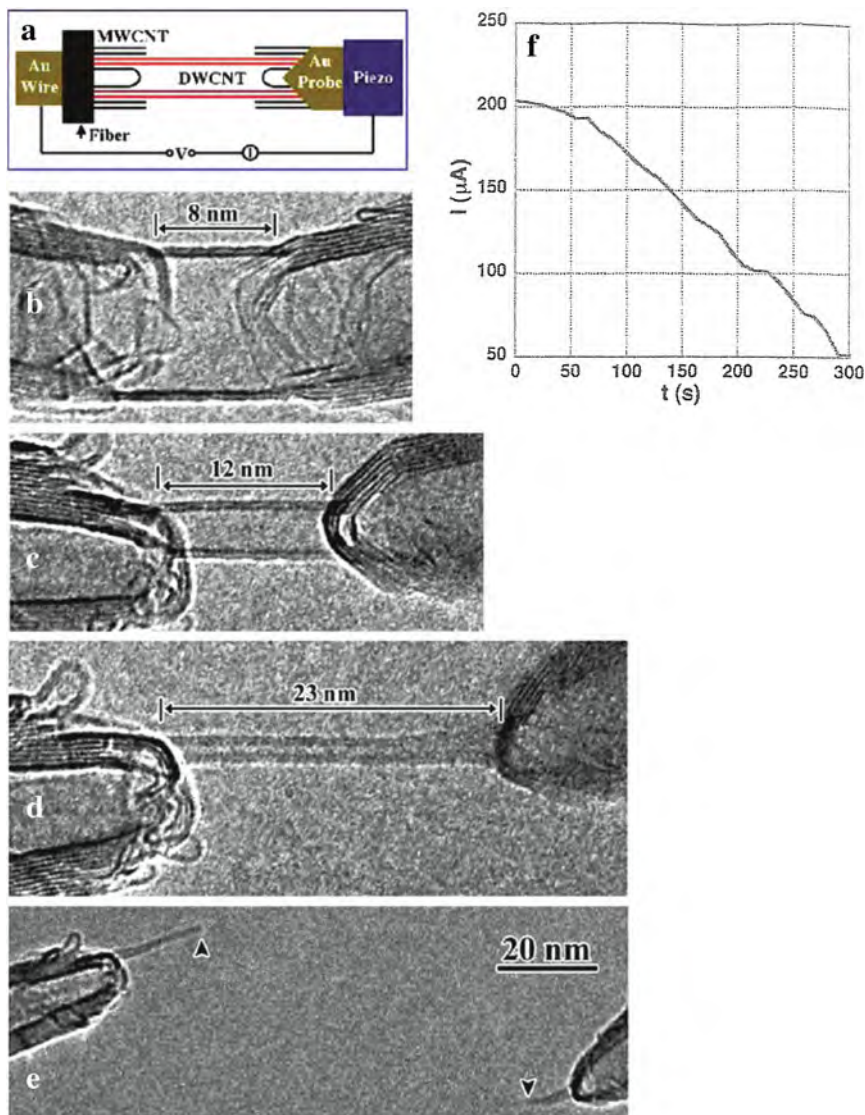 a
MWCNT
Au
Wire
DWCNT
Au
Probe
Piezo
Fiber
V
I
b
8 nm
c
12 nm
d
23 nm
e
20 nm
f
250
200
150
100
50
I (μA)
0 50 100 150 200 250 300
t (s)